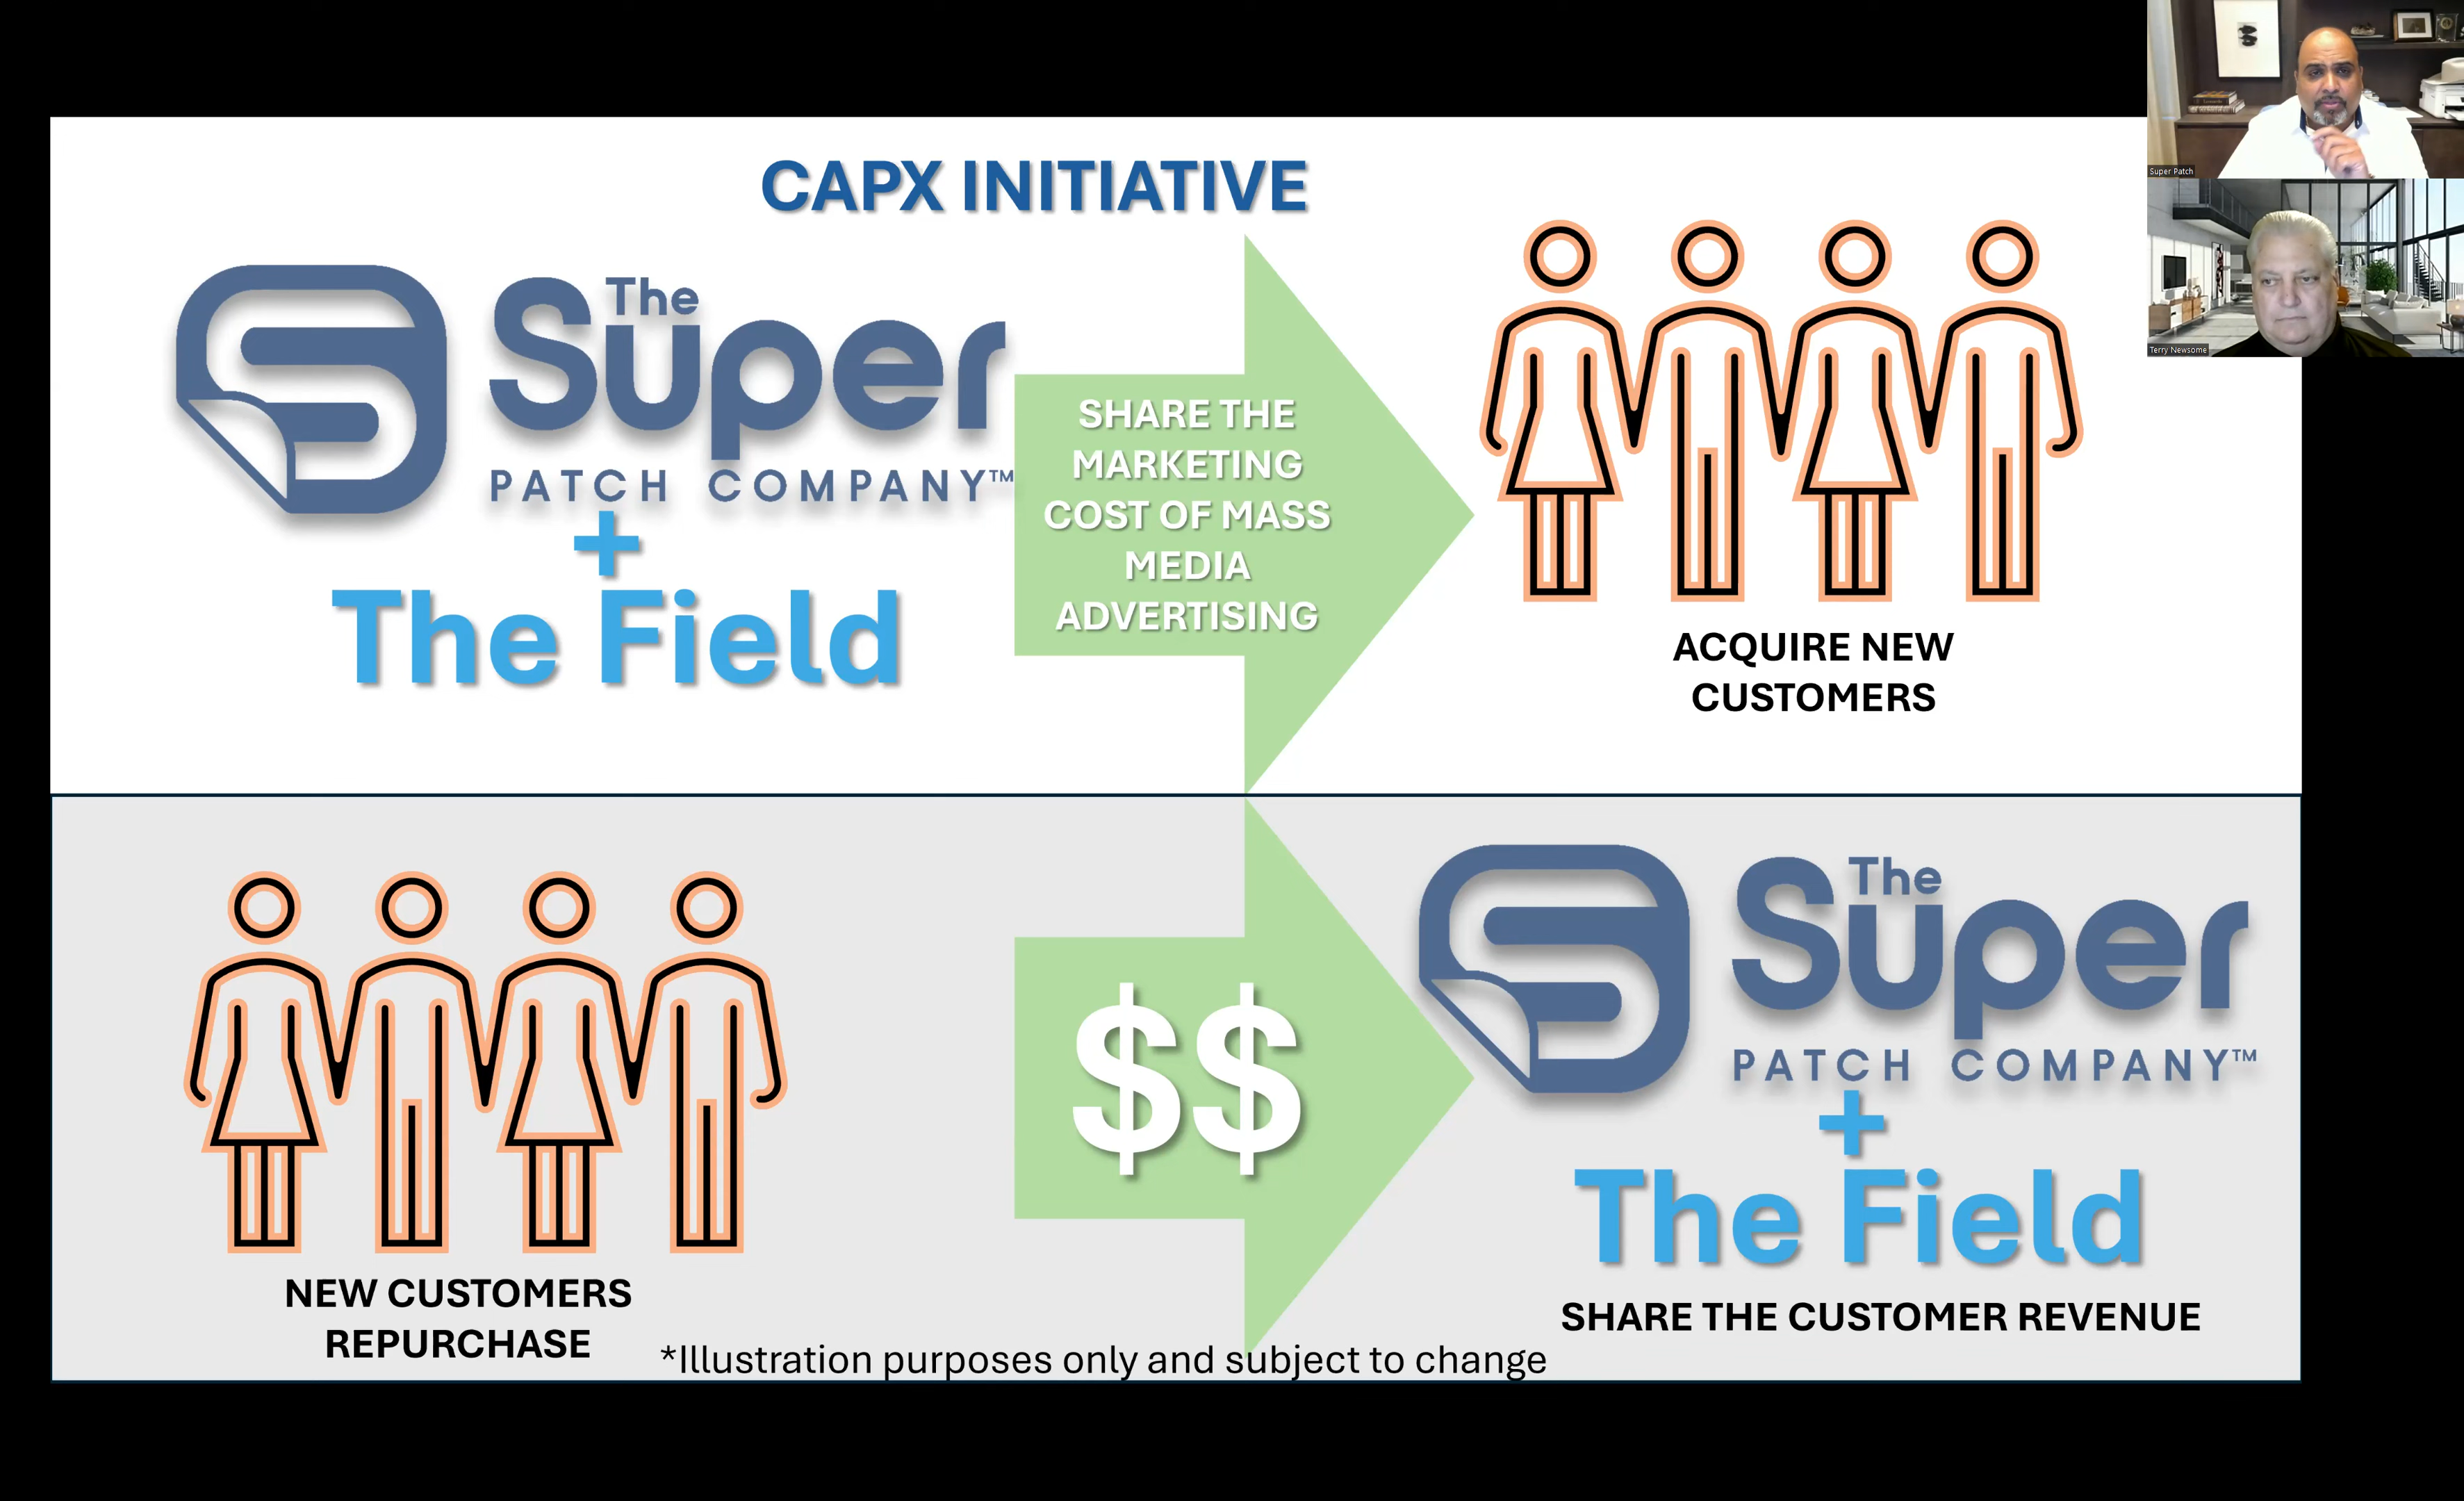 CAPX INITIATIVE
The
Super
PATCH COMPANY™
+
The Field
SHARE THE
MARKETING
COST OF MASS
MEDIA
ADVERTISING
ACQUIRE NEW
CUSTOMERS
Super Patch
Terry Newsome
NEW CUSTOMERS
REPURCHASE
$$
The
Super
PATCH COMPANY™
+
The Field
SHARE THE CUSTOMER REVENUE
*Illustration purposes only and subject to change